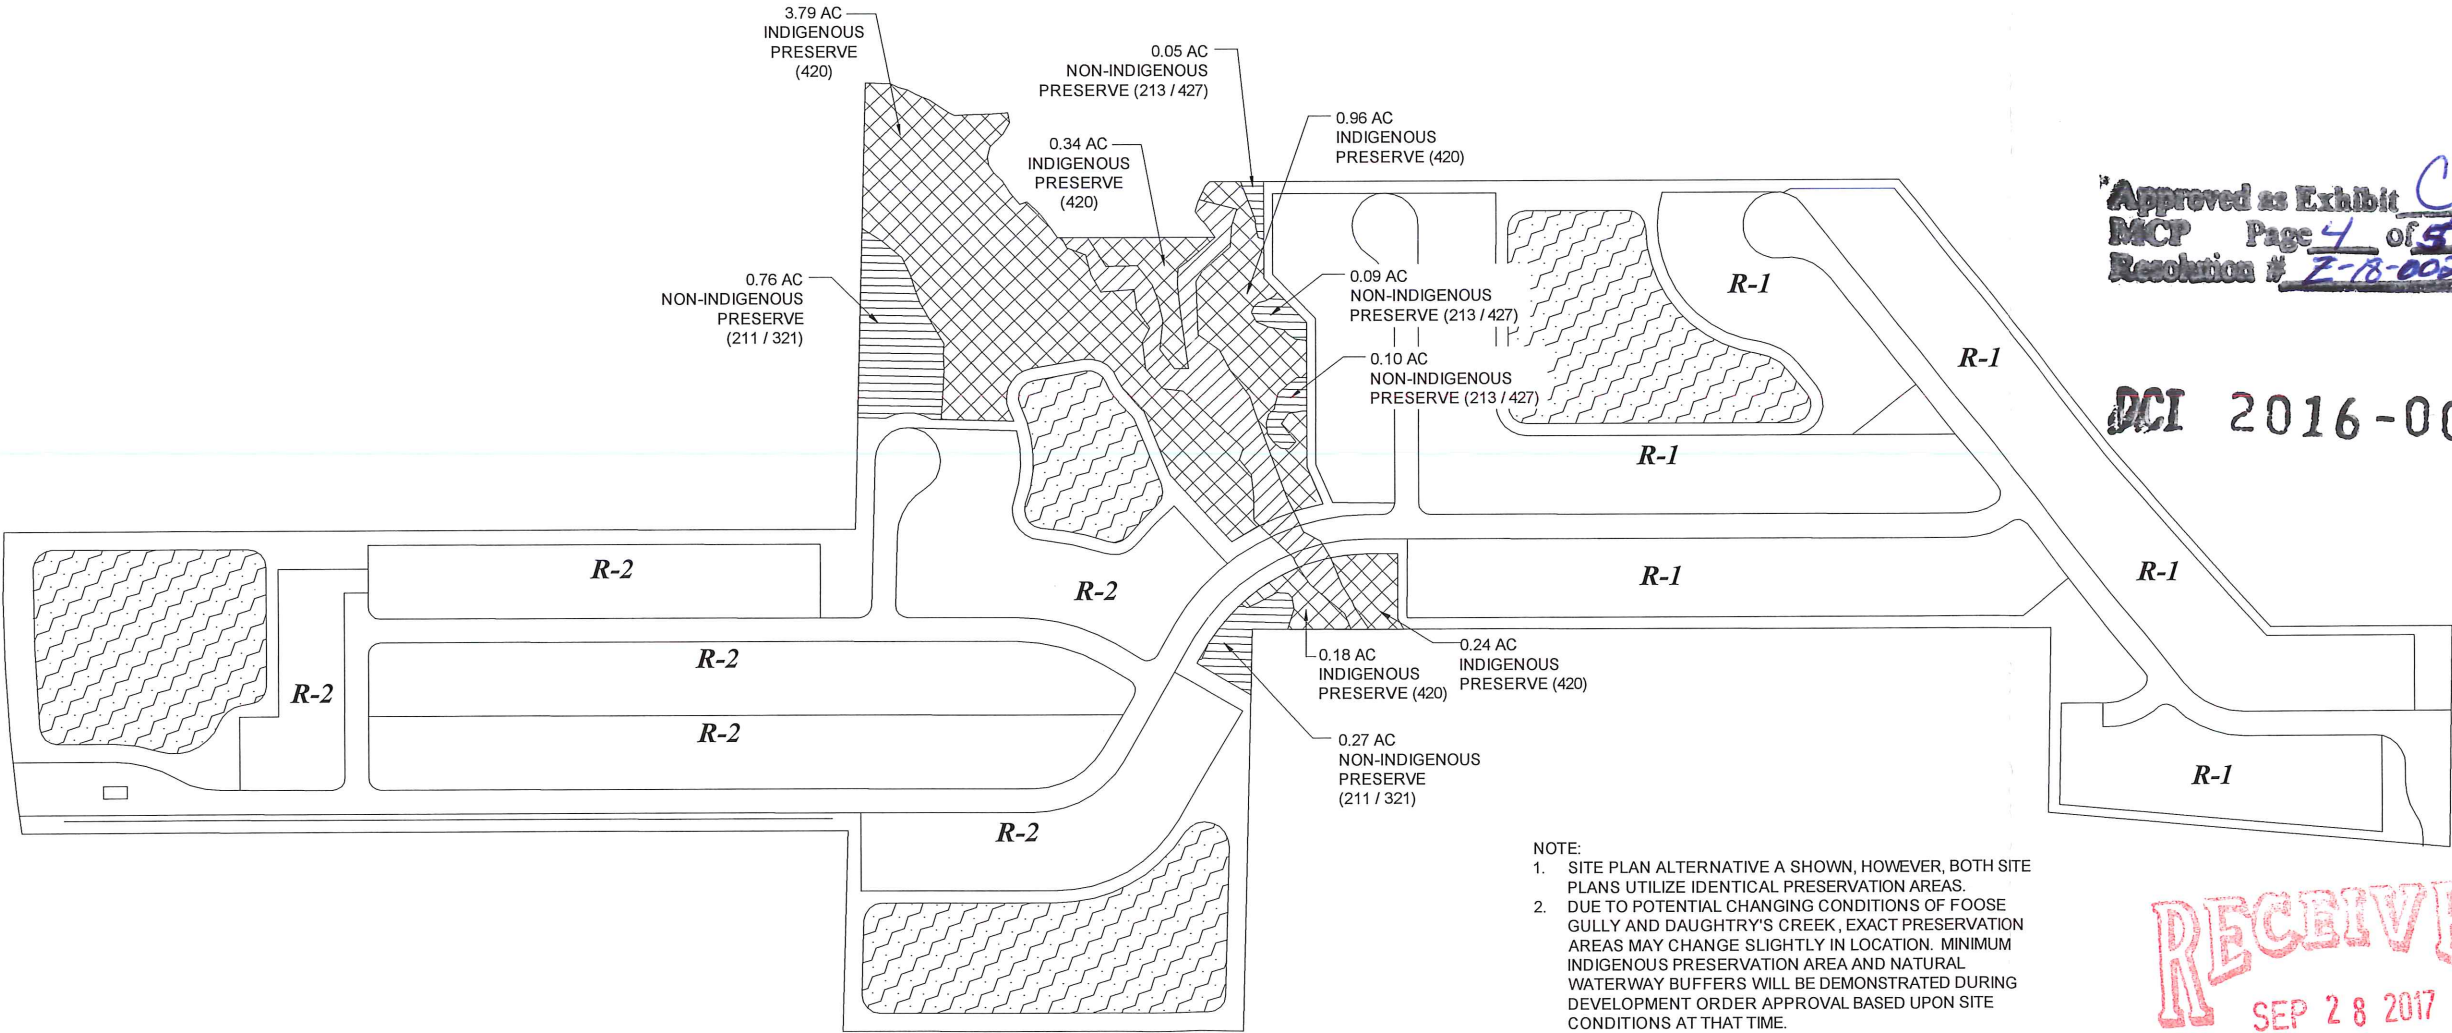 3.79 AC
INDIGENOUS
PRESERVE
(420)
0.05 AC
NON-INDIGENOUS
PRESERVE (213 / 427)
0.34 AC
INDIGENOUS
PRESERVE
(420)
0.96 AC
INDIGENOUS
PRESERVE (420)
0.76 AC
NON-INDIGENOUS
PRESERVE
(211 / 321)
0.09 AC
NON-INDIGENOUS
PRESERVE (213 / 427)
0.10 AC
NON-INDIGENOUS
PRESERVE (213 / 427)
R-1
R-1
R-1
R-1
R-1
R-1
R-2
R-2
R-2
R-2
R-2
R-2
0.18 AC
INDIGENOUS
PRESERVE (420)
0.24 AC
INDIGENOUS
PRESERVE (420)
0.27 AC
NON-INDIGENOUS
PRESERVE
(211 / 321)
Approved as Exhibit C
MCP Page 4 of 5
Resolution #
DCI 2016-00
NOTE:
1. SITE PLAN ALTERNATIVE A SHOWN, HOWEVER, BOTH SITE
PLANS UTILIZE IDENTICAL PRESERVATION AREAS.
2. DUE TO POTENTIAL CHANGING CONDITIONS OF FOOSE
GULLY AND DAUGHTRY'S CREEK, EXACT PRESERVATION
AREAS MAY CHANGE SLIGHTLY IN LOCATION. MINIMUM
INDIGENOUS PRESERVATION AREA AND NATURAL
WATERWAY BUFFERS WILL BE DEMONSTRATED DURING
DEVELOPMENT ORDER APPROVAL BASED UPON SITE
CONDITIONS AT THAT TIME.
RECEIVE
SEP 28 2017